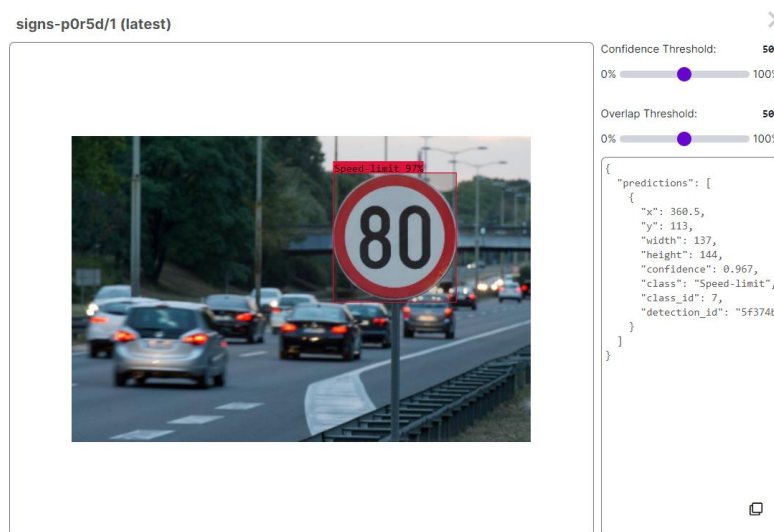 signs-p0r5d/1 (latest)
Confidence Threshold:
50
0%
100%
Overlap Threshold:
50
0%
100%
Speed-limit 97%
80
{
"predictions": [
{
"x": 360.5,
"y": 113,
"width": 137,
"height": 144,
"confidence": 0.967,
"class": "Speed-limit",
"class_id": 7,
"detection_id": "5f374b
}
]
}